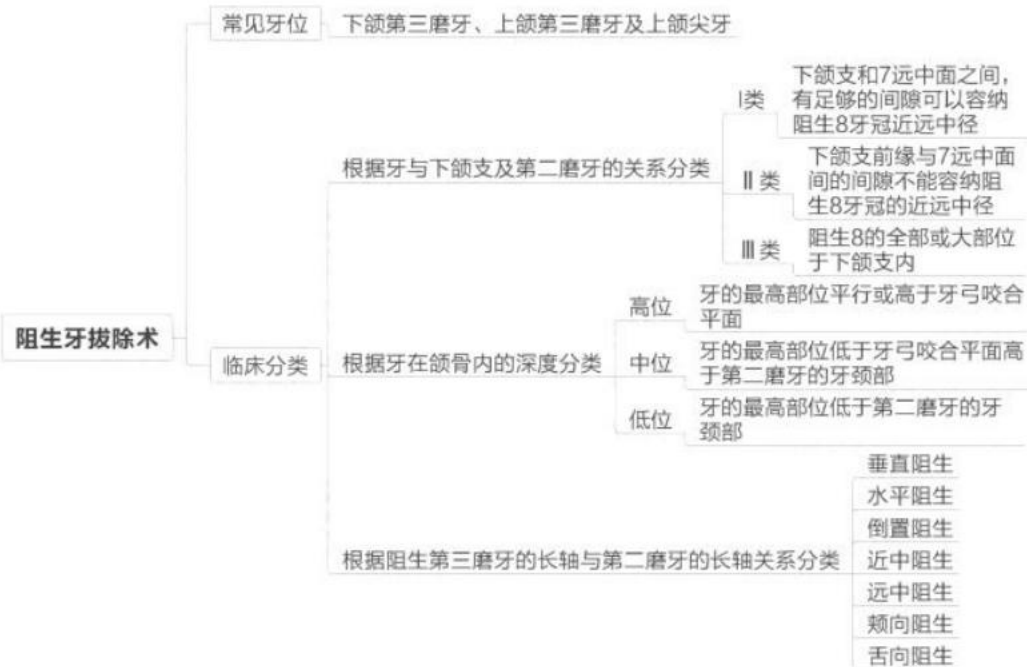 常见牙位
下颌第三磨牙、上颌第三磨牙及上颌尖牙
Ⅰ类
下颌支和7远中面之间，
有足够的间隙可以容纳
阻生8牙冠近远中径
根据牙与下颌支及第二磨牙的关系分类
Ⅱ类
下颌支前缘与7远中面
间的间隙不能容纳阻
生8牙冠的近远中径
Ⅲ类
阻生8的全部或大部位
于下颌支内
阻生牙拔除术
临床分类
根据牙在颌骨内的深度分类
高位
牙的最高部位平行或高于牙弓咬合
平面
中位
牙的最高部位低于牙弓咬合平面高
于第二磨牙的牙颈部
低位
牙的最高部位低于第二磨牙的牙
颈部
根据阻生第三磨牙的长轴与第二磨牙的长轴关系分类
垂直阻生
水平阻生
倒置阻生
近中阻生
远中阻生
颊向阻生
舌向阻生